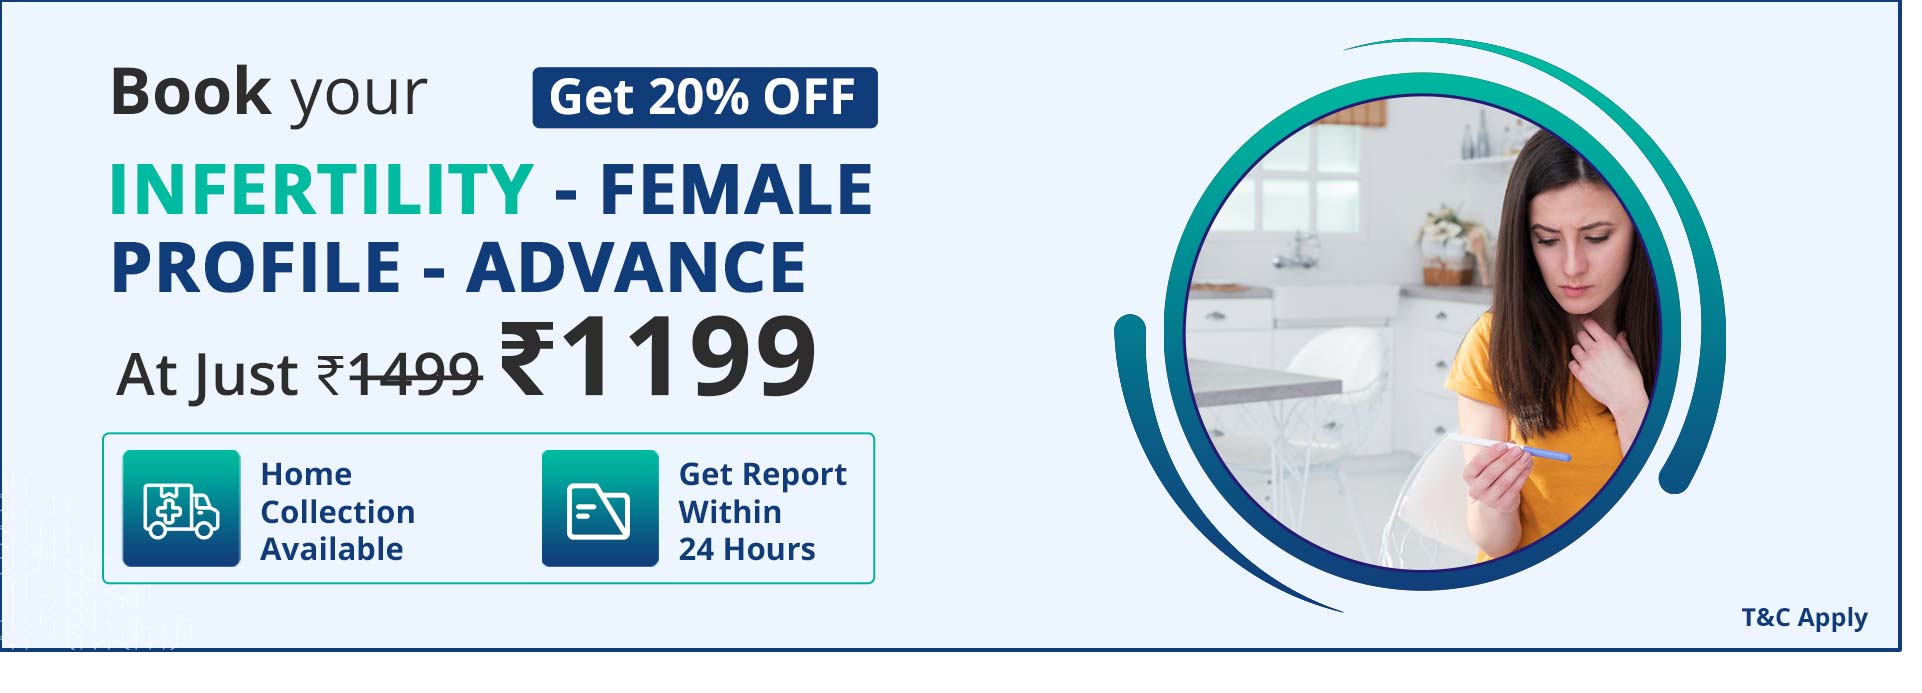 Book your
Get 20% OFF
INFERTILITY - FEMALE
PROFILE - ADVANCE
At Just ₹1499 ₹1199
Home
Collection
Available
Get Report
Within
24 Hours
T&C Apply